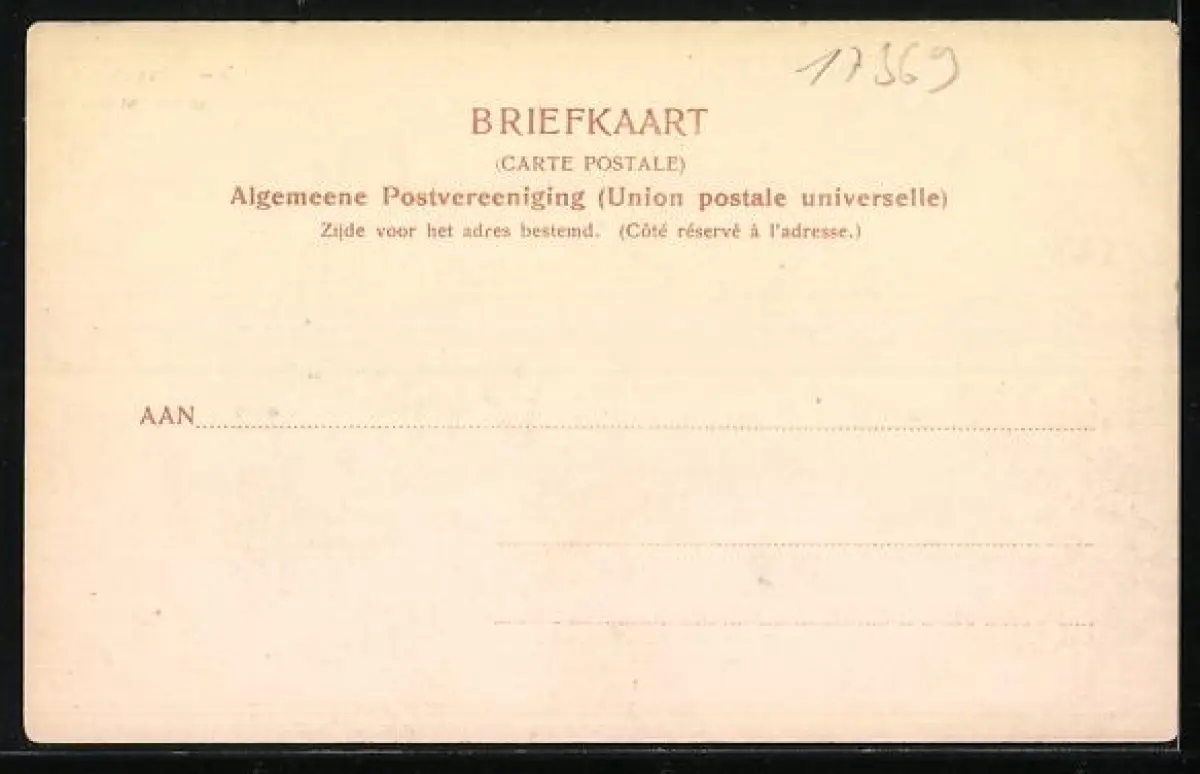 17369
BRIEFKAART
(CARTE POSTALE)
Algemeene Postvereeniging (Union postale universelle)
Zijde voor het adres bestemd. (Côté réservé à l'adresse.)
AAN